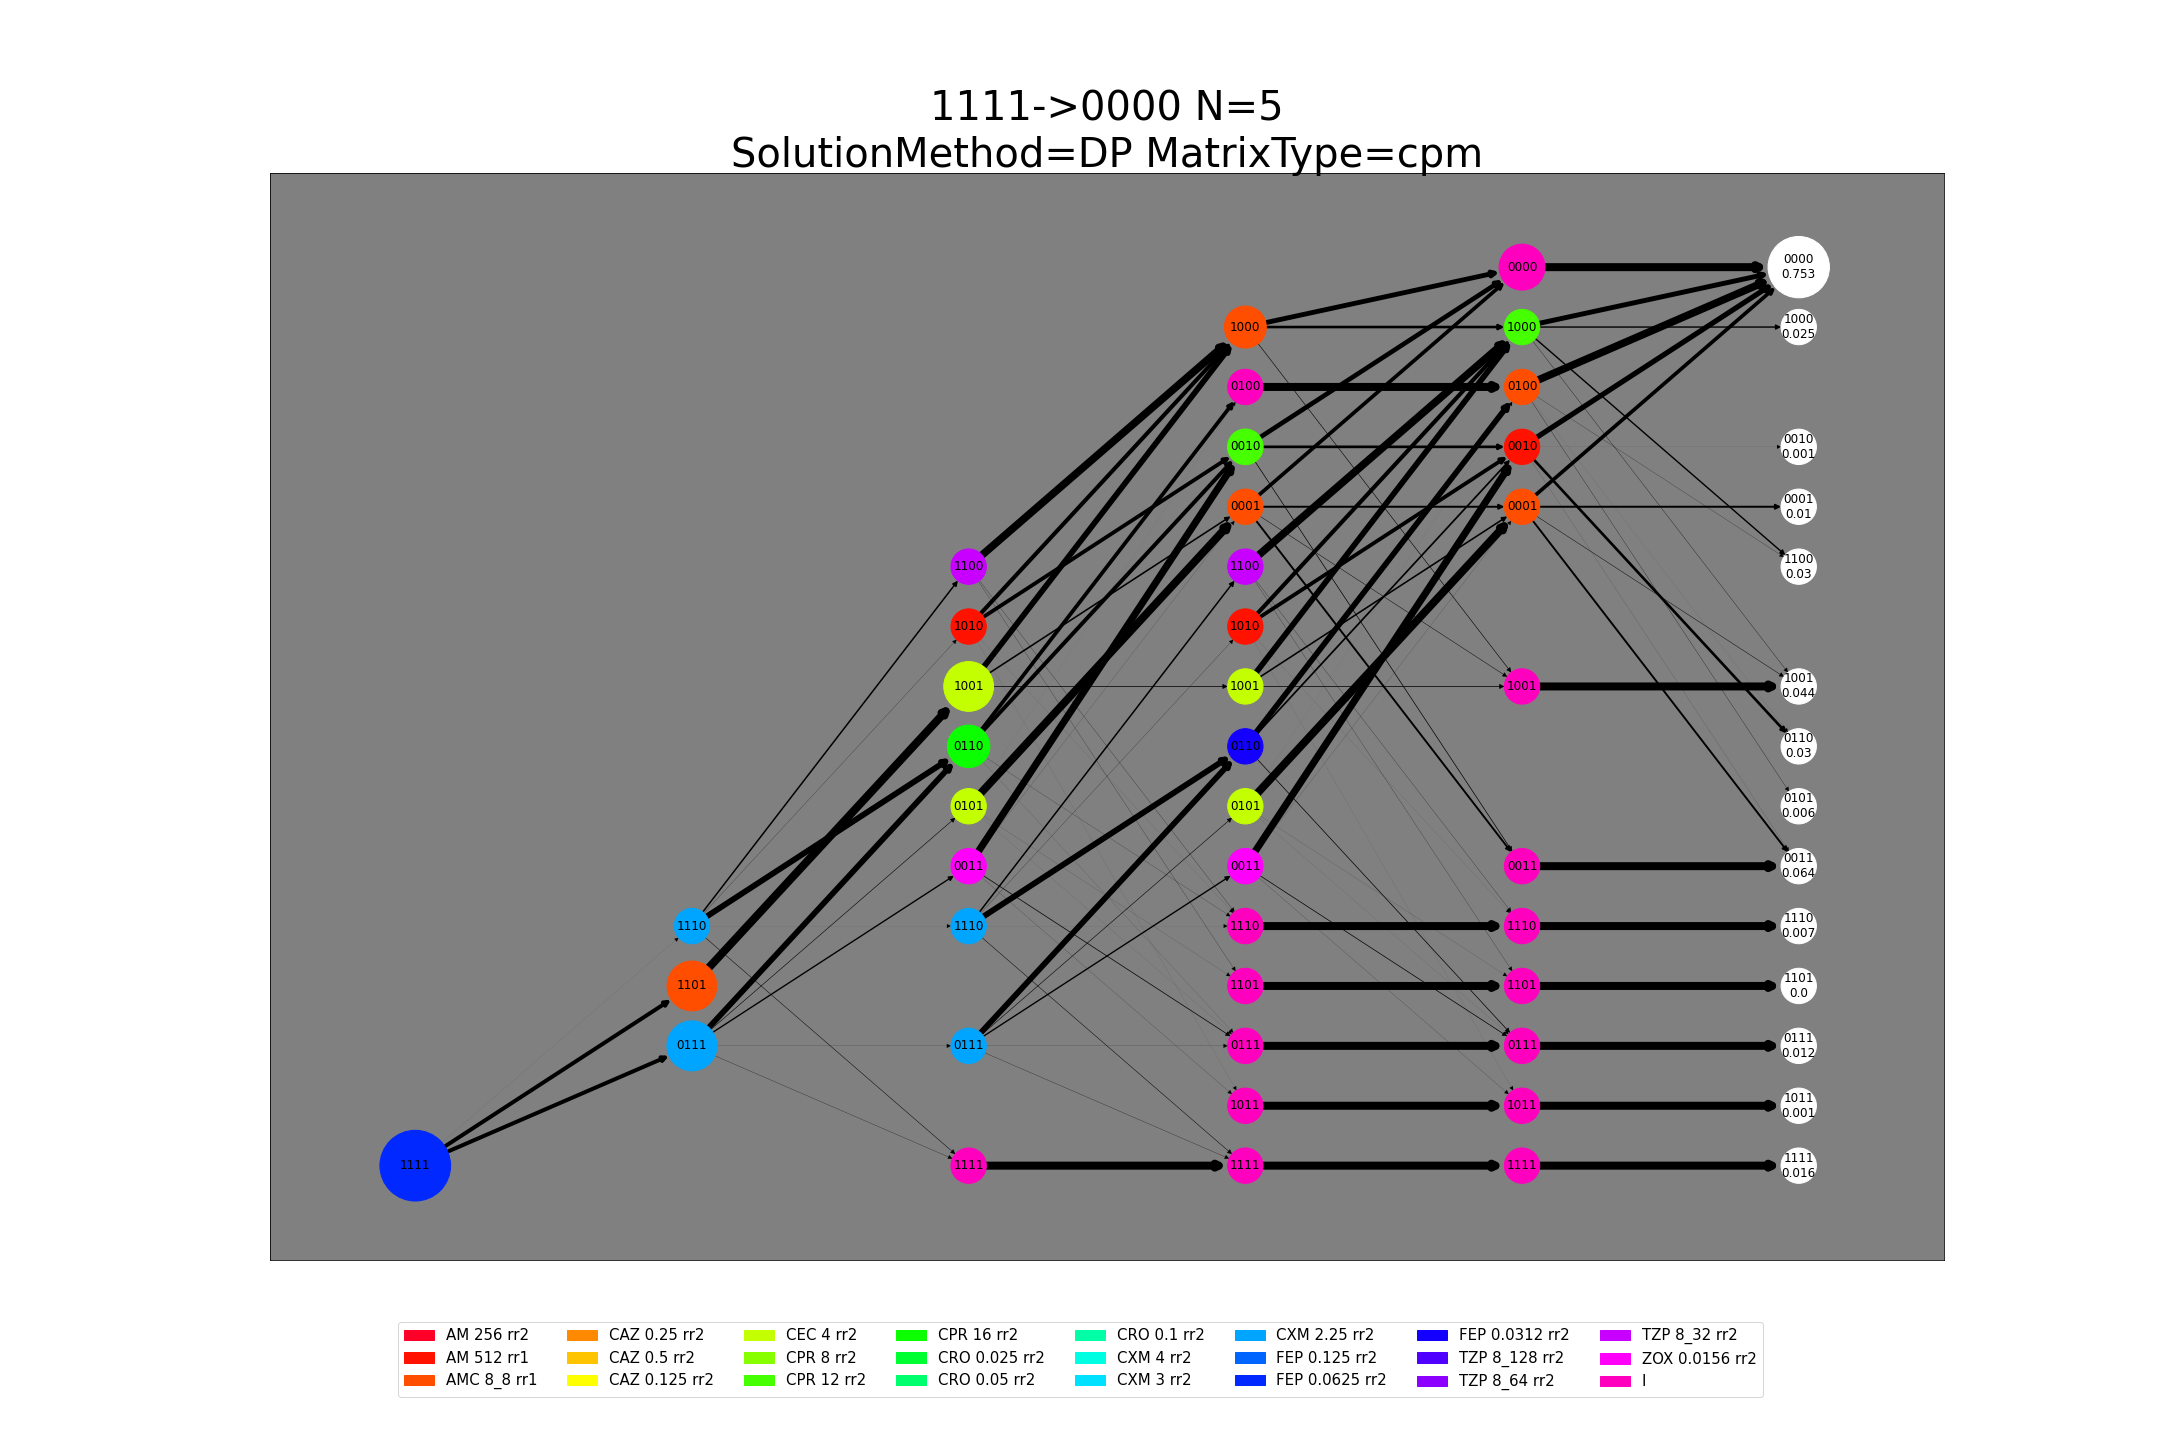 1111->0000 N=5
SolutionMethod=DP MatrixType=cpm
0000
0000
0.753
1000
1000
1000
0.025
0100
0100
0010
0010
0010
0.001
0001
0001
0001
0.01
1100
1100
1100
0.03
1010
1010
1001
1001
1001
1001
0.044
0110
0110
0110
0.03
0101
0101
0101
0.006
0011
0011
0011
0011
0.064
1110
1110
1110
1110
1110
0.007
1101
1101
1101
1101
0.0
0111
0111
0111
0111
0111
0.012
1011
1011
1011
0.001
1111
1111
1111
1111
1111
0.016
AM 256 rr2
AM 512 rr1
AMC 8_8 rr1
CAZ 0.25 rr2
CAZ 0.5 rr2
CAZ 0.125 rr2
CEC 4 rr2
CPR 8 rr2
CPR 12 rr2
CPR 16 rr2
CRO 0.025 rr2
CRO 0.05 rr2
CRO 0.1 rr2
CXM 4 rr2
CXM 3 rr2
CXM 2.25 rr2
FEP 0.125 rr2
FEP 0.0625 rr2
FEP 0.0312 rr2
TZP 8_128 rr2
TZP 8_64 rr2
TZP 8_32 rr2
ZOX 0.0156 rr2
I